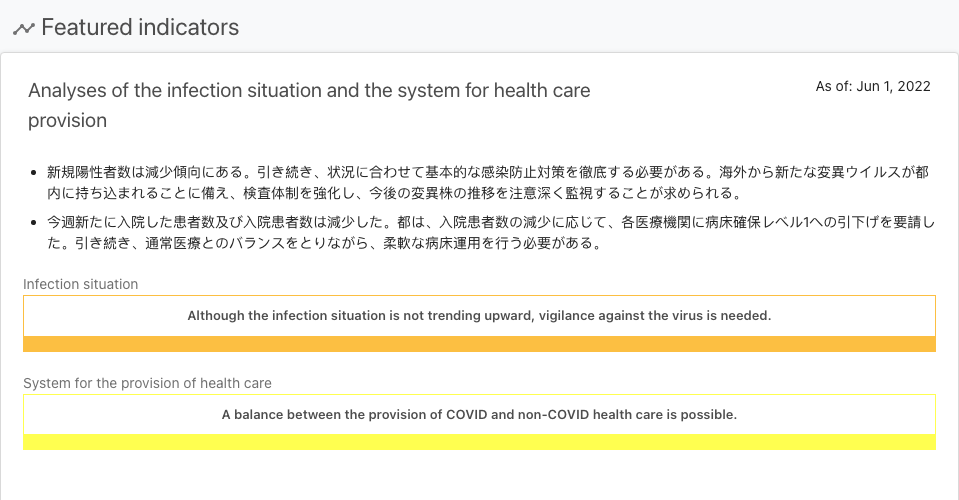 Featured indicators
Analyses of the infection situation and the system for health care
provision
As of: Jun 1, 2022
• 新規陽性者数は減少傾向にある。引き続き、状況に合わせて基本的な感染防止対策を徹底する必要がある。海外から新たな変異ウイルスが都
内に持ち込まれることに備え、検査体制を強化し、今後の変異株の推移を注意深く監視することが求められる。
• 今週新たに入院した患者数及び入院患者数は減少した。都は、入院患者数の減少に応じて、各医療機関に病床確保レベル1への引下げを要請し
た。引き続き、通常医療とのバランスをとりながら、柔軟な病床運用を行う必要がある。
Infection situation
Although the infection situation is not trending upward, vigilance against the virus is needed.
System for the provision of health care
A balance between the provision of COVID and non-COVID health care is possible.